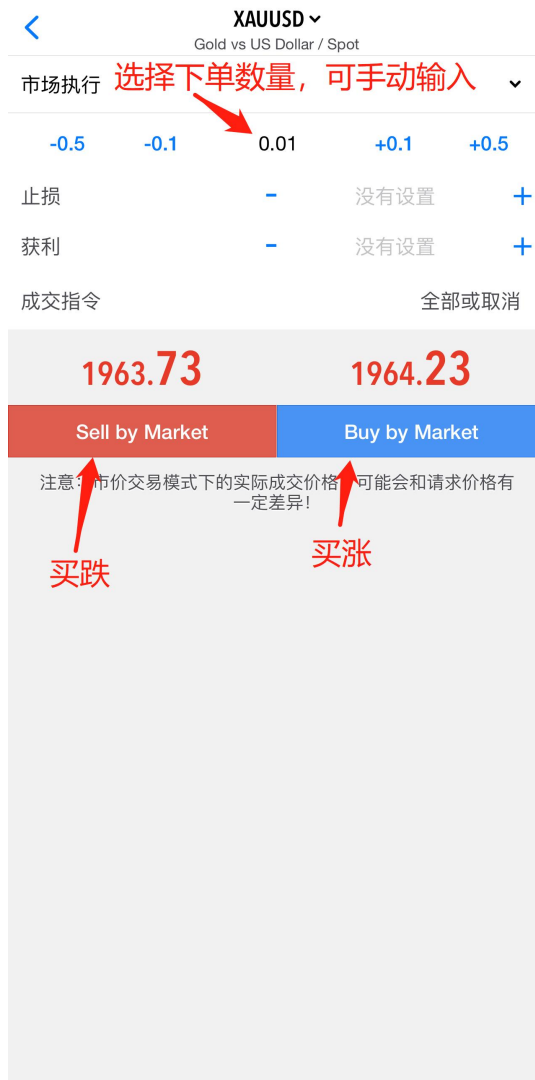 XAUUSD
Gold vs US Dollar / Spot
选择下单数量，可手动输入
市场执行
-0.5 -0.1 0.01 +0.1 +0.5
止损 - 没有设置 +
获利 - 没有设置 +
成交指令 全部或取消
1963.73 1964.23
Sell by Market Buy by Market
注意：市价交易模式下的实际成交价格 可能会和请求价格有
一定差异！
买跌 买涨